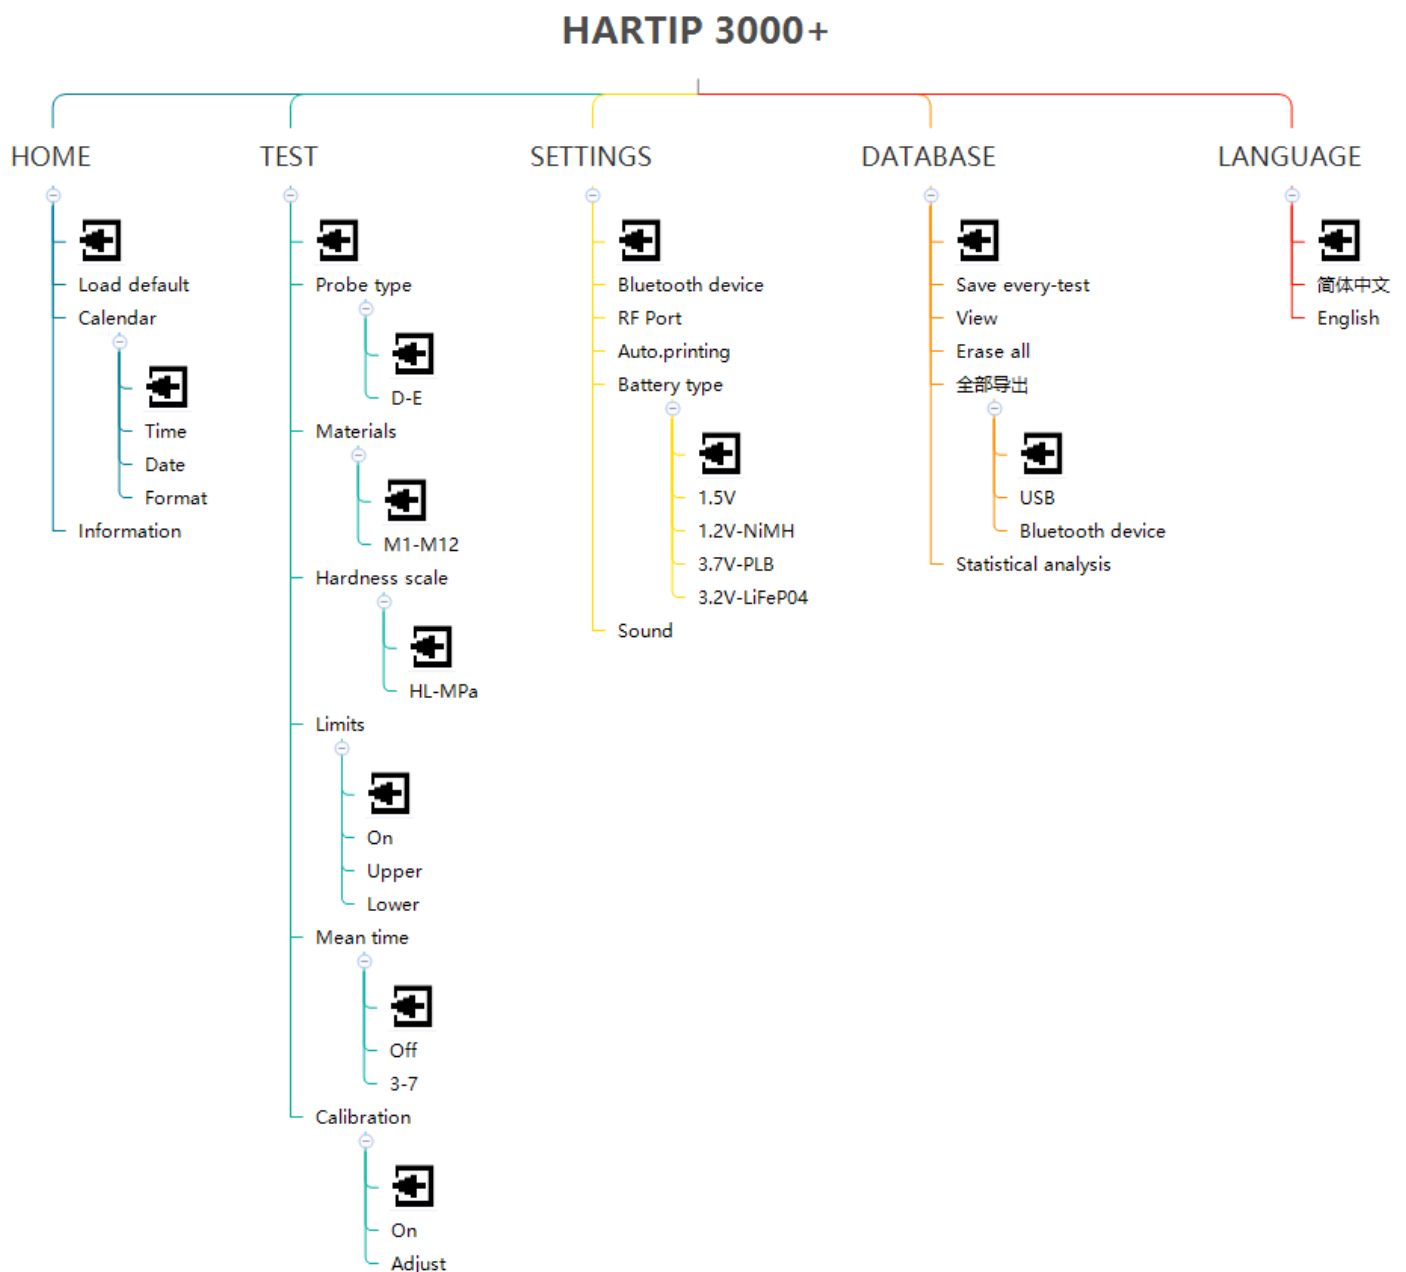 HARTIP 3000+
HOME
Load default
Calendar
Time
Date
Format
Information
TEST
Probe type
D-E
Materials
M1-M12
Hardness scale
HL-MPa
Limits
On
Upper
Lower
Mean time
Off
3-7
Calibration
On
Adjust
SETTINGS
Bluetooth device
RF Port
Auto.printing
Battery type
1.5V
1.2V-NiMH
3.7V-PLB
3.2V-LiFeP04
Sound
DATABASE
Save every-test
View
Erase all
全部导出
USB
Bluetooth device
Statistical analysis
LANGUAGE
简体中文
English